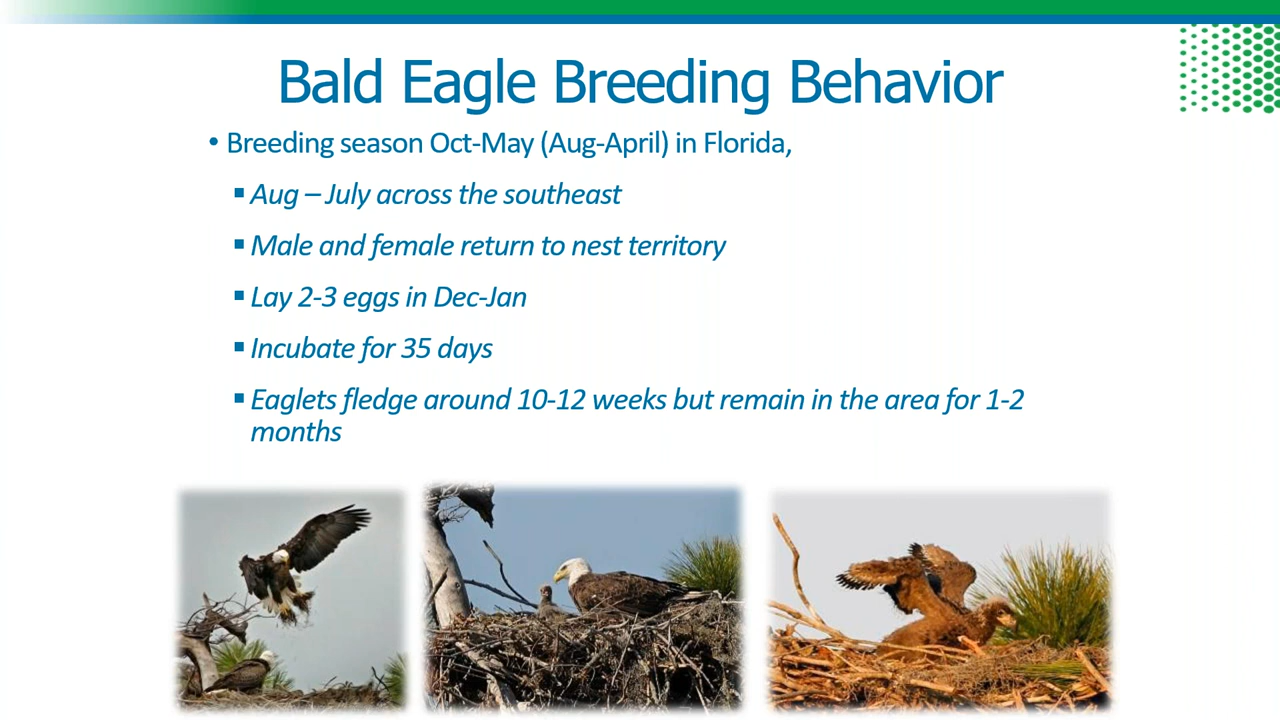 Bald Eagle Breeding Behavior
• Breeding season Oct-May (Aug-April) in Florida,
▪ Aug – July across the southeast
▪ Male and female return to nest territory
▪ Lay 2-3 eggs in Dec-Jan
▪ Incubate for 35 days
▪ Eaglets fledge around 10-12 weeks but remain in the area for 1-2
months